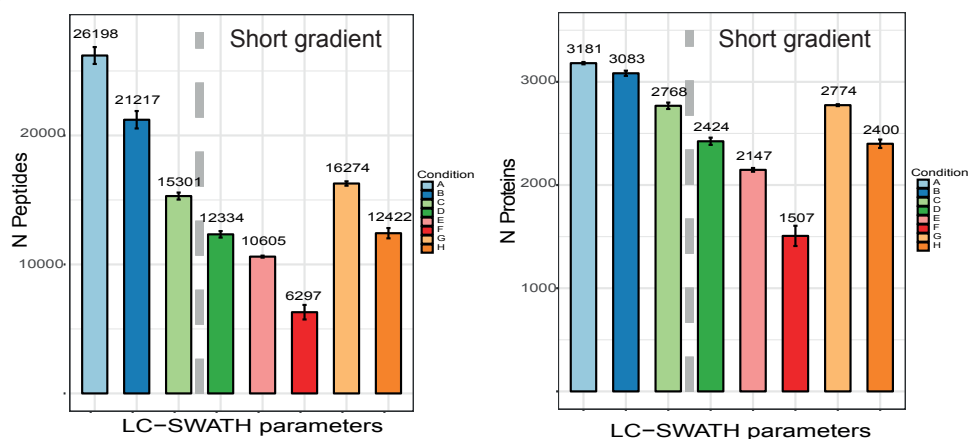 26198
Short gradient
21217
20000
15301
16274
12334
12422
10605
10000
6297
N Peptides
LC-SWATH parameters
Condition
A
B
C
D
E
F
G
H
3181
3083
Short gradient
3000
2768
2774
2424
2400
2147
2000
1507
1000
N Proteins
LC-SWATH parameters
Condition
A
B
C
D
E
F
G
H